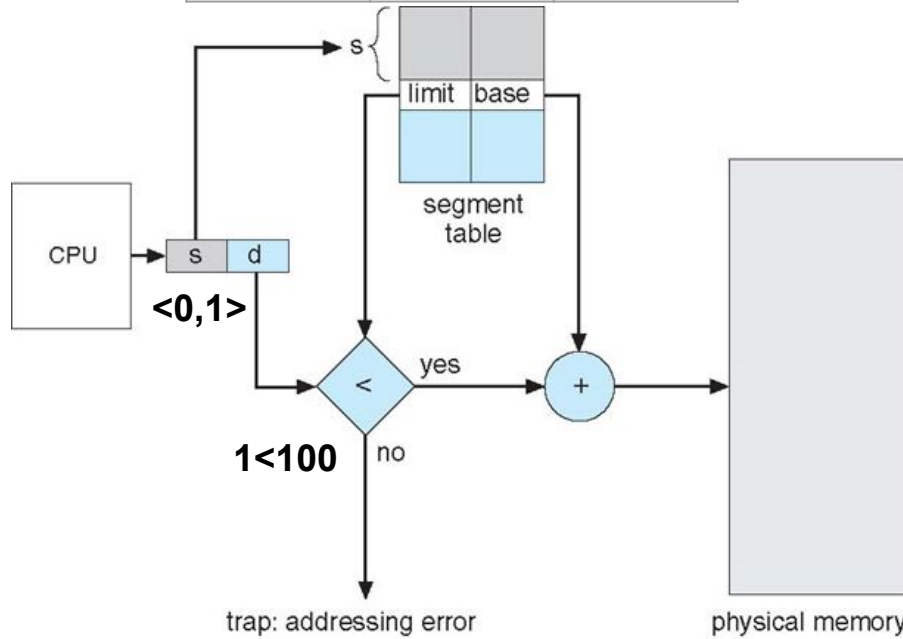 s
limit base
segment
table
CPU
s d
<0,1>
<
yes
+
1<100
no
trap: addressing error
physical memory